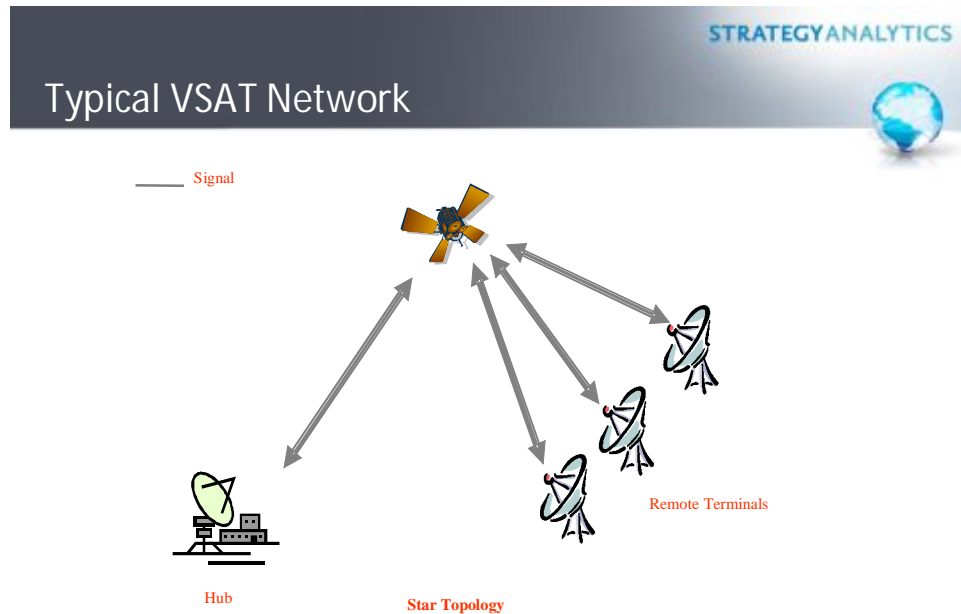 STRATEGYANALYTICS
Typical VSAT Network
Signal
Remote Terminals
Hub
Star Topology